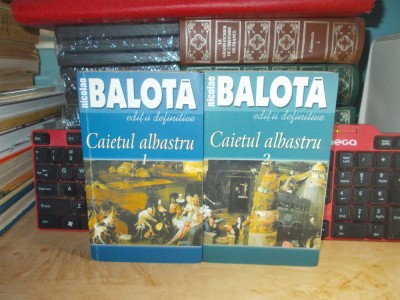 nicolae
BALOTĂ
ediții definitive
Caietul albastru
1
nicolae
BALOTĂ
ediții definitive
Caietul albastru
2